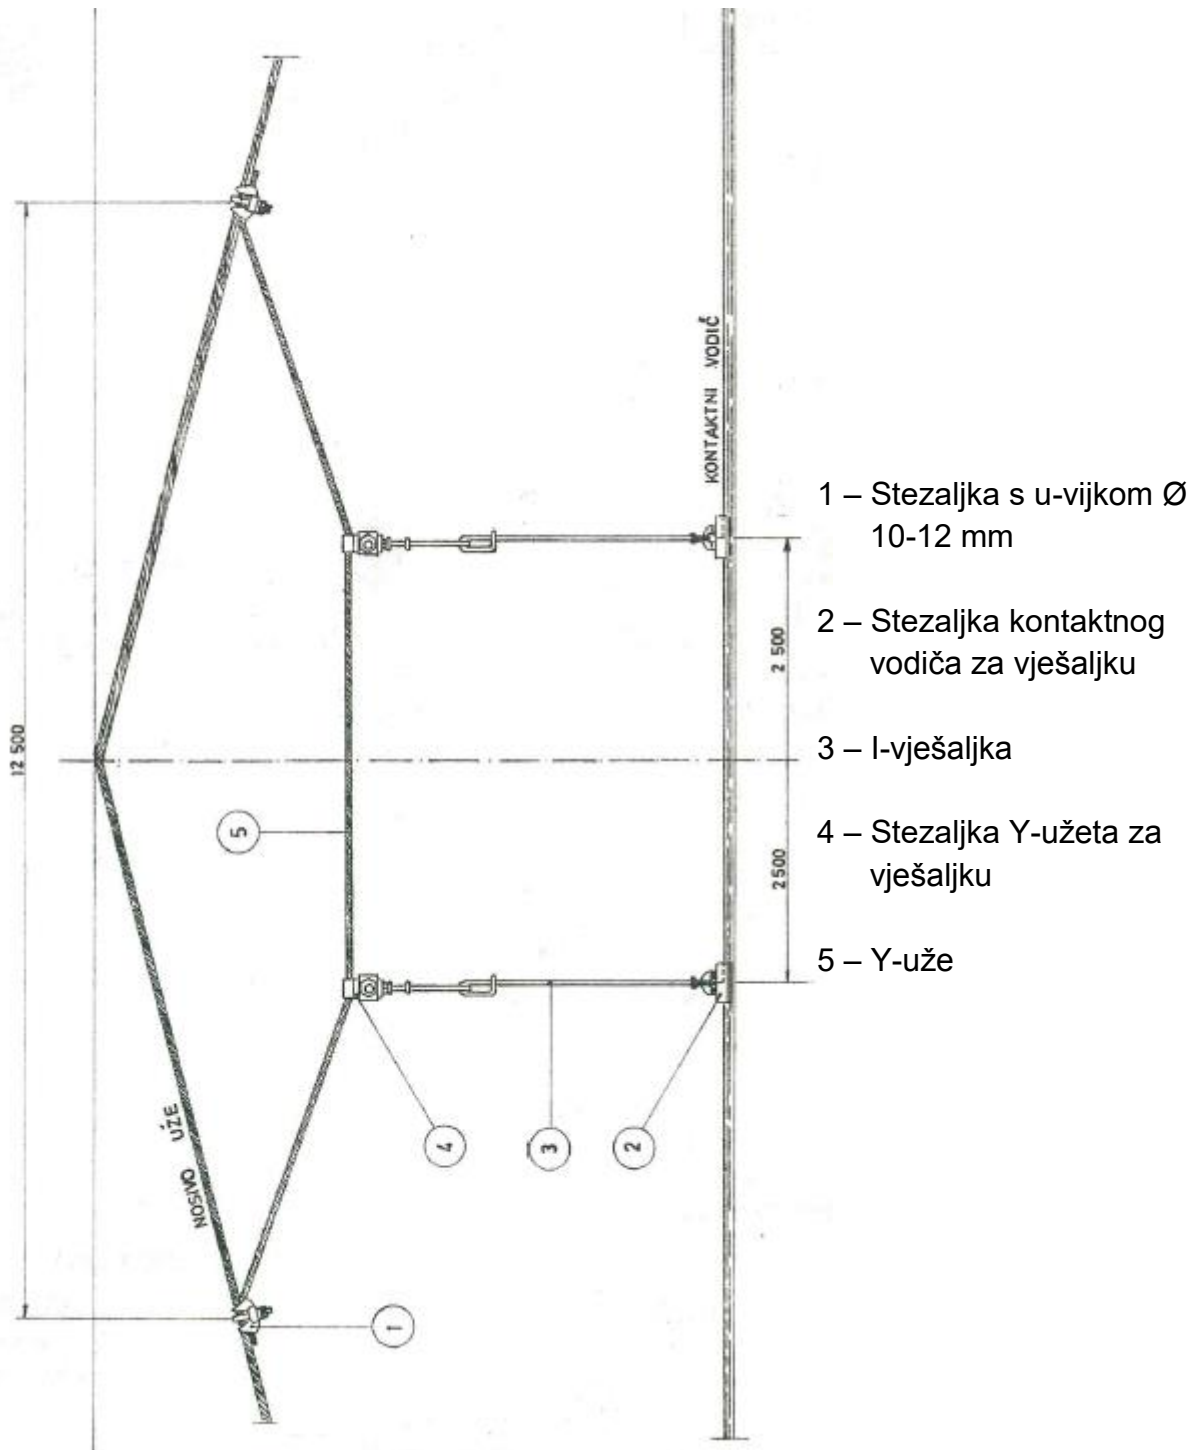 12 500
NOSIVO UŽE
KONTAKTNI VODIČ
2 500
2500
5
4
3
2
1
1 – Stezaljka s u-vijkom Ø
10-12 mm
2 – Stezaljka kontaktnog
vodiča za vješaljku
3 – I-vješaljka
4 – Stezaljka Y-užeta za
vješaljku
5 – Y-uže